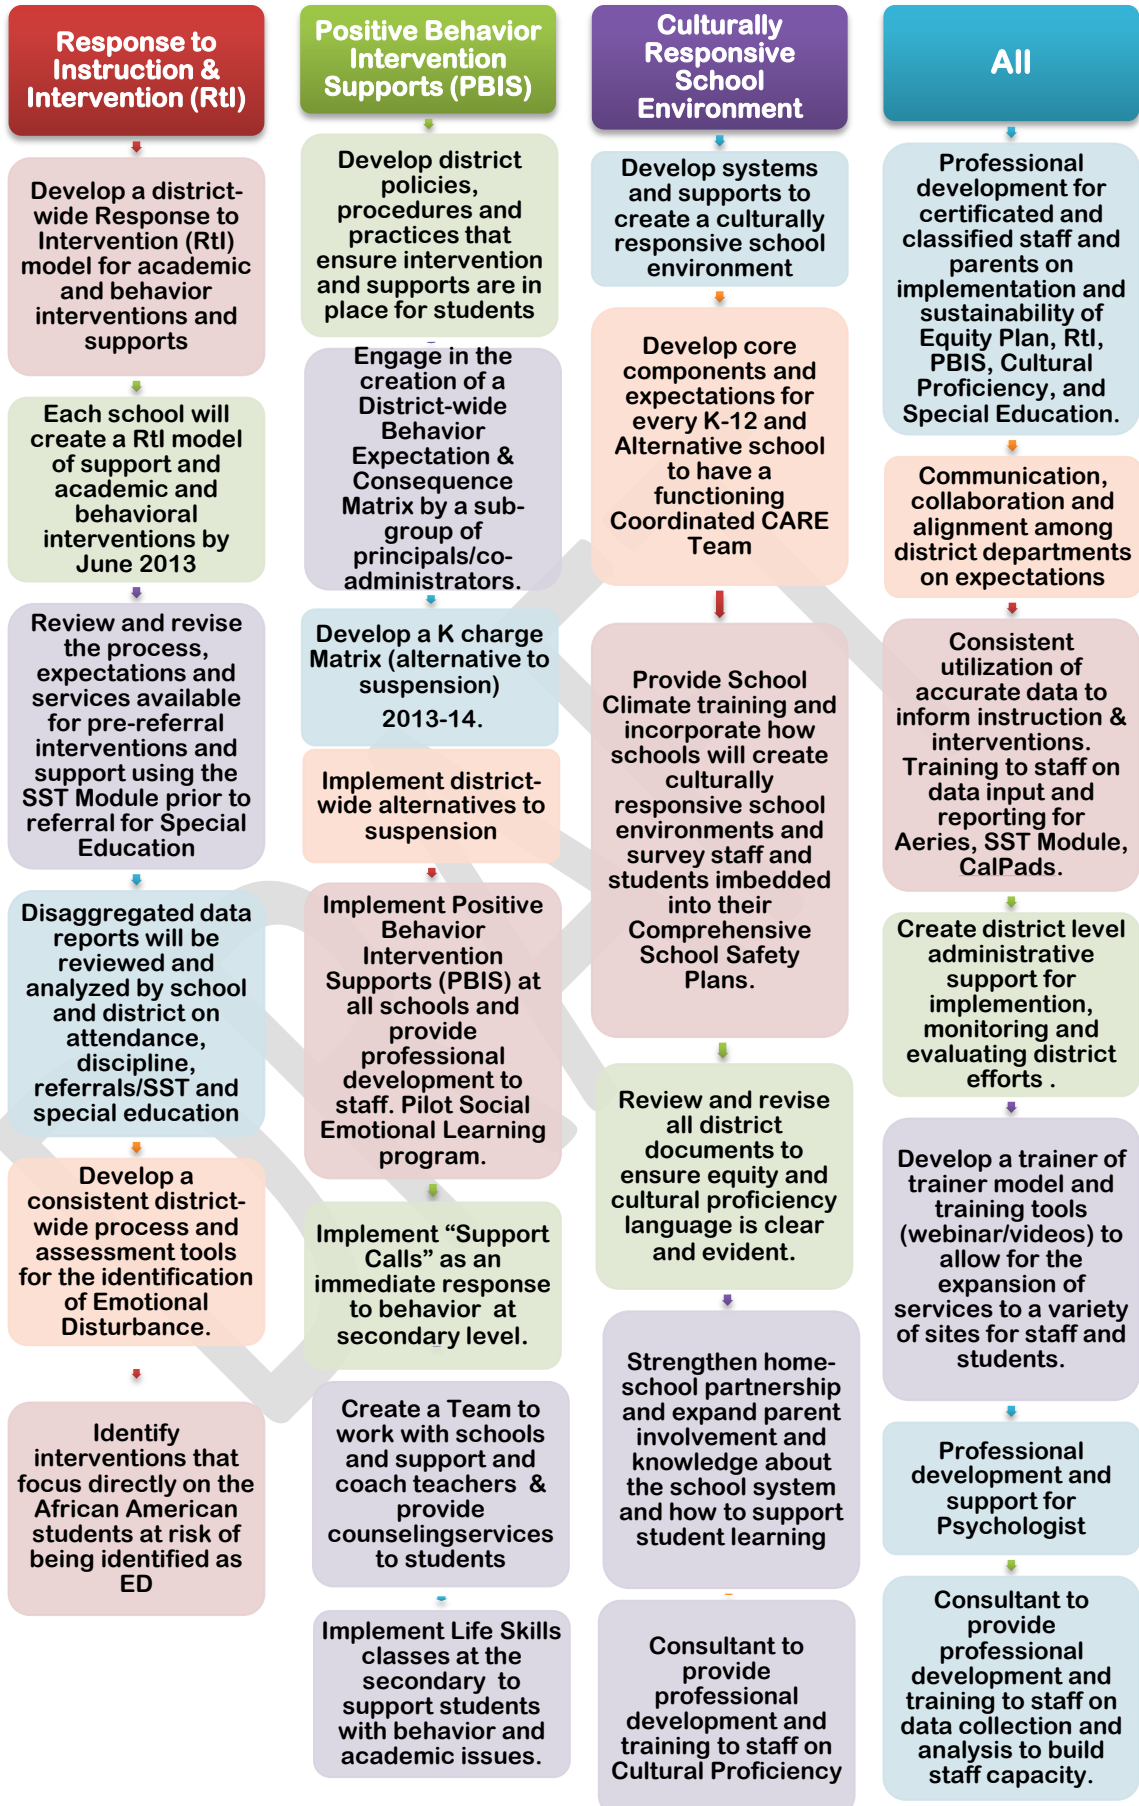 Response to
Instruction &
Intervention (RtI)
Develop a district-
wide Response to
Intervention (RtI)
model for academic
and behavior
interventions and
supports
Each school will
create a RtI model
of support and
academic and
behavioral
interventions by
June 2013
Review and revise
the process,
expectations and
services available
for pre-referral
interventions and
support using the
SST Module prior to
referral for Special
Education
Disaggregated data
reports will be
reviewed and
analyzed by school
and district on
attendance,
discipline,
referrals/SST and
special education
Develop a
consistent district-
wide process and
assessment tools
for the identification
of Emotional
Disturbance.
Identify
interventions that
focus directly on the
African American
students at risk of
being identified as
ED
Positive Behavior
Intervention
Supports (PBIS)
Develop district
policies,
procedures and
practices that
ensure intervention
and supports are in
place for students
Engage in the
creation of a
District-wide
Behavior
Expectation &
Consequence
Matrix by a sub-
group of
principals/co-
administrators.
Develop a K charge
Matrix (alternative to
suspension)
2013-14.
Implement district-
wide alternatives to
suspension
Implement Positive
Behavior
Intervention
Supports (PBIS) at
all schools and
provide
professional
development to
staff. Pilot Social
Emotional Learning
program.
Implement “Support
Calls” as an
immediate response
to behavior at
secondary level.
Create a Team to
work with schools
and support and
coach teachers &
provide
counselingservices
to students
Implement Life Skills
classes at the
secondary to
support students
with behavior and
academic issues.
Culturally
Responsive
School
Environment
Develop systems
and supports to
create a culturally
responsive school
environment
Develop core
components and
expectations for
every K-12 and
Alternative school
to have a
functioning
Coordinated CARE
Team
Provide School
Climate training and
incorporate how
schools will create
culturally
responsive school
environments and
survey staff and
students imbedded
into their
Comprehensive
School Safety
Plans.
Review and revise
all district
documents to
ensure equity and
cultural proficiency
language is clear
and evident.
Strengthen home-
school partnership
and expand parent
involvement and
knowledge about
the school system
and how to support
student learning
Consultant to
provide
professional
development and
training to staff on
Cultural Proficiency
All
Professional
development for
certificated and
classified staff and
parents on
implementation and
sustainability of
Equity Plan, RtI,
PBIS, Cultural
Proficiency, and
Special Education.
Communication,
collaboration and
alignment among
district departments
on expectations
Consistent
utilization of
accurate data to
inform instruction &
interventions.
Training to staff on
data input and
reporting for
Aeries, SST Module,
CalPads.
Create district level
administrative
support for
implemention,
monitoring and
evaluating district
efforts .
Develop a trainer of
trainer model and
training tools
(webinar/videos) to
allow for the
expansion of
services to a variety
of sites for staff and
students.
Professional
development and
support for
Psychologist
Consultant to
provide
professional
development and
training to staff on
data collection and
analysis to build
staff capacity.